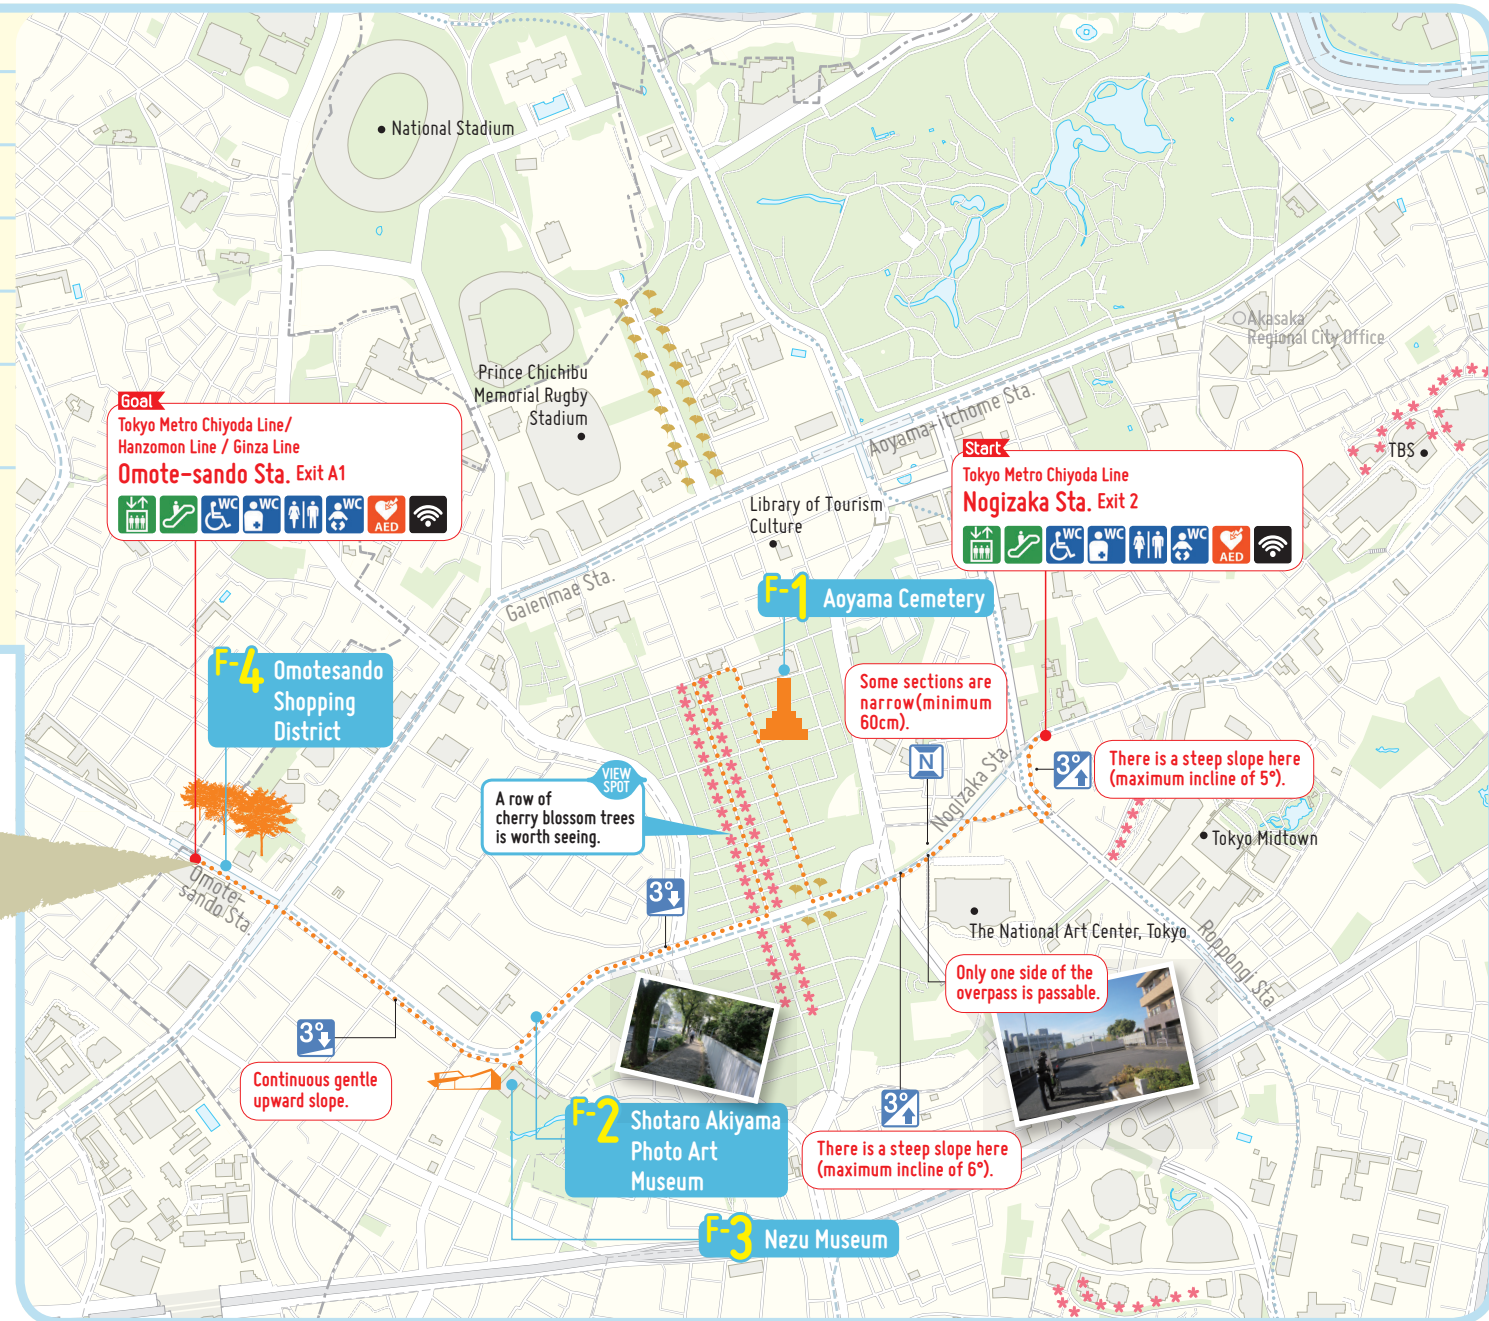 National Stadium
Akasaka
Regional City Office
Prince Chichibu
Memorial Rugby
Stadium
Goal
Tokyo Metro Chiyoda Line/
Hanzomon Line / Ginza Line
Omote-sando Sta. Exit A1
WC
WC
WC
AED
Aoyama-itchome Sta.
TBS
Start
Tokyo Metro Chiyoda Line
Nogizaka Sta. Exit 2
WC
WC
WC
AED
Library of Tourism
Culture
Gaienmae Sta.
F-1 Aoyama Cemetery
F-4 Omotesando
Shopping
District
Some sections are
narrow(minimum
60cm).
N
Nogizaka Sta.
3°
There is a steep slope here
(maximum incline of 5°).
VIEW
SPOT
A row of
cherry blossom trees
is worth seeing.
Tokyo Midtown
Omote-
sando Sta.
3°
The National Art Center, Tokyo
Roppongi Sta.
Only one side of the
overpass is passable.
3°
Continuous gentle
upward slope.
F-2 Shotaro Akiyama
Photo Art
Museum
3°
There is a steep slope here
(maximum incline of 6°).
F-3 Nezu Museum